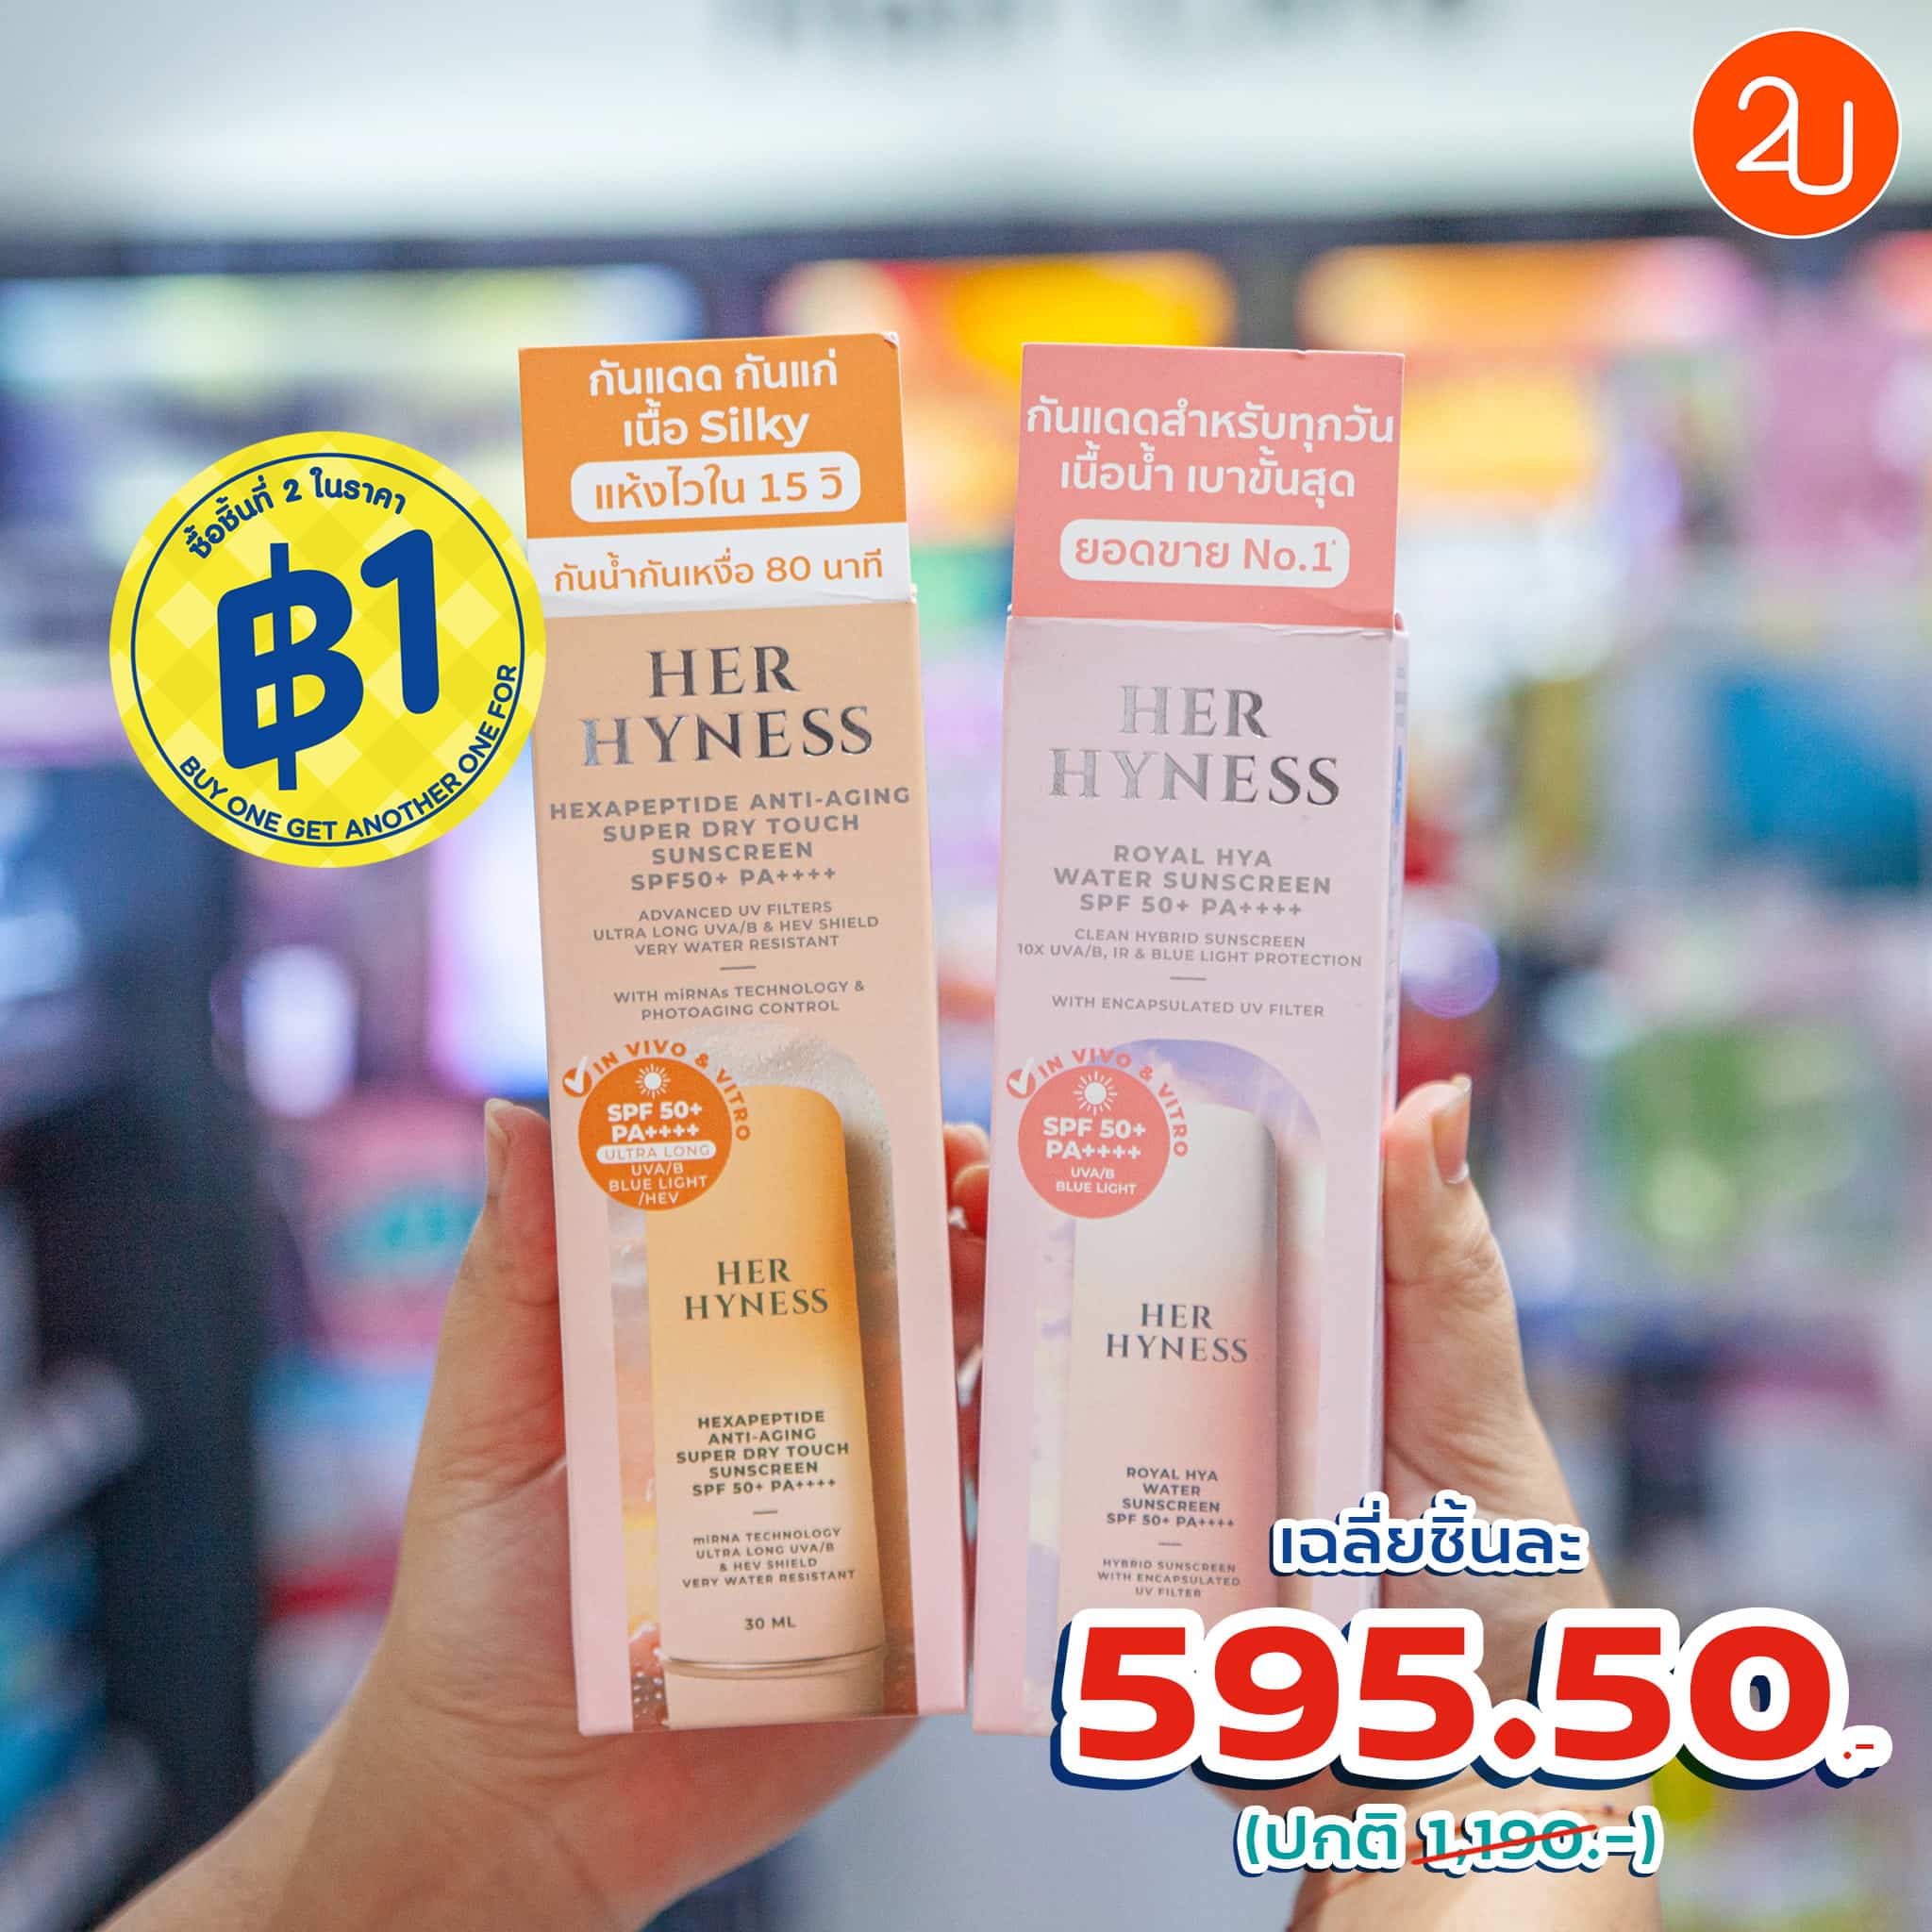 2U
ซื้อชิ้นที่ 2 ในราคา
฿1
BUY ONE GET ANOTHER ONE FOR
กันแดด กันแก่
เนื้อ Silky
แห้งไวใน 15 วิ
กันน้ำกันเหงื่อ 80 นาที
HER
HYNESS
HEXAPEPTIDE ANTI-AGING
SUPER DRY TOUCH
SUNSCREEN
SPF50+ PA++++
ADVANCED UV FILTERS
ULTRA LONG UVA/B & HEV SHIELD
VERY WATER RESISTANT
WITH miRNAs TECHNOLOGY &
PHOTOAGING CONTROL
IN VIVO & VITRO
SPF 50+
PA++++
ULTRA LONG
UVA/B
BLUE LIGHT
/HEV
HER
HYNESS
HEXAPEPTIDE
ANTI-AGING
SUPER DRY TOUCH
SUNSCREEN
SPF 50+ PA++++
miRNA TECHNOLOGY
ULTRA LONG UVA/B
& HEV SHIELD
VERY WATER RESISTANT
30 ML
กันแดดสำหรับทุกวัน
เนื้อน้ำ เบาขั้นสุด
ยอดขาย No.1*
HER
HYNESS
ROYAL HYA
WATER SUNSCREEN
SPF 50+ PA++++
CLEAN HYBRID SUNSCREEN
10X UVA/B, IR & BLUE LIGHT PROTECTION
WITH ENCAPSULATED UV FILTER
IN VIVO & VITRO
SPF 50+
PA++++
UVA/B
BLUE LIGHT
HER
HYNESS
ROYAL HYA
WATER
SUNSCREEN
SPF 50+ PA++++
HYBRID SUNSCREEN
WITH ENCAPSULATED
UV FILTER
เฉลี่ยชิ้นละ
595.50.-
(ปกติ 1,190.-)